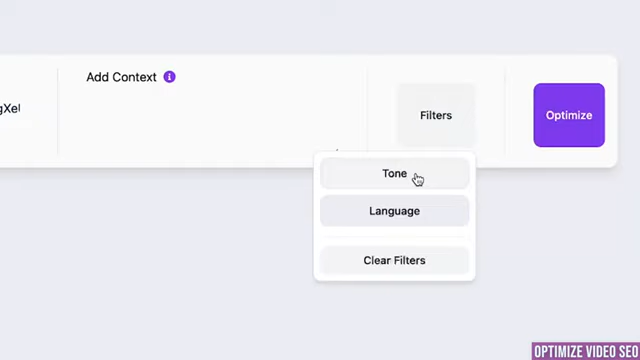 Add Context
Filters
Optimize
Tone
Language
Clear Filters
OPTIMIZE VIDEO SEO